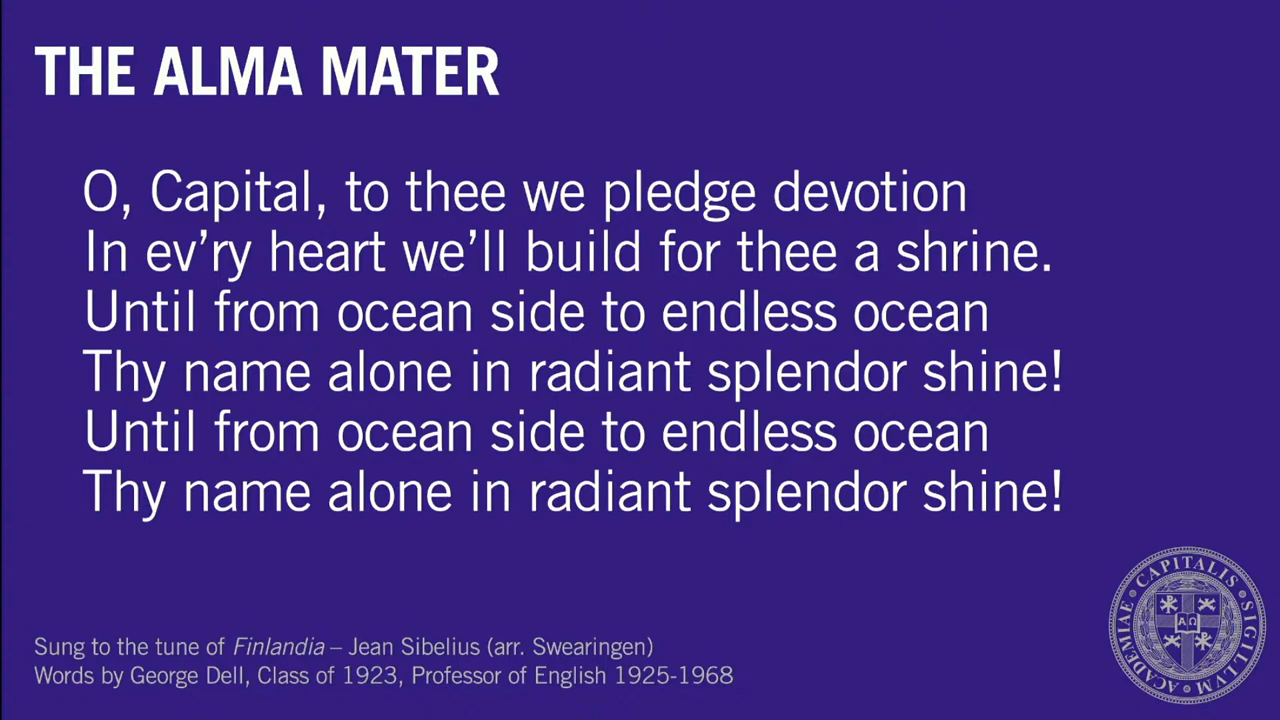 THE ALMA MATER
O, Capital, to thee we pledge devotion
In ev’ry heart we’ll build for thee a shrine.
Until from ocean side to endless ocean
Thy name alone in radiant splendor shine!
Until from ocean side to endless ocean
Thy name alone in radiant splendor shine!
Sung to the tune of Finlandia – Jean Sibelius (arr. Swearingen)
Words by George Dell, Class of 1923, Professor of English 1925-1968
ACADEMIAE CAPITALIS SIGILLVM
ΑΩ